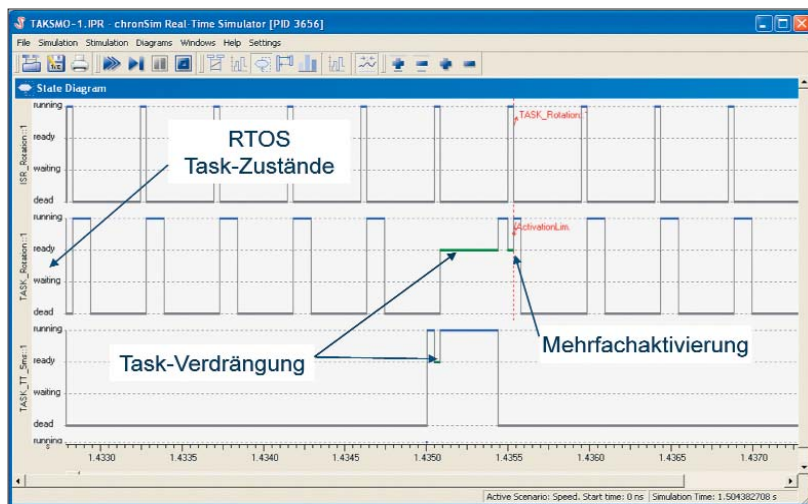 TAKSMO-1.IPR - chronSim Real-Time Simulator [PID 3656]
File Simulation Stimulation Diagrams Windows Help Settings
State Diagram
ISR_Rotation::1
running
ready
waiting
dead
TASK_Rotation.
RTOS
Task-Zustände
TASK_Rotation::1
running
ready
waiting
dead
ActivationLim.
Task-Verdrängung
Mehrfachaktivierung
TASK_TT_5ms::1
running
ready
waiting
dead
running
s
1.4330 1.4335 1.4340 1.4345 1.4350 1.4355 1.4360 1.4365 1.4370
Active Scenario: Speed. Start time: 0 ns Simulation Time: 1.504382708 s